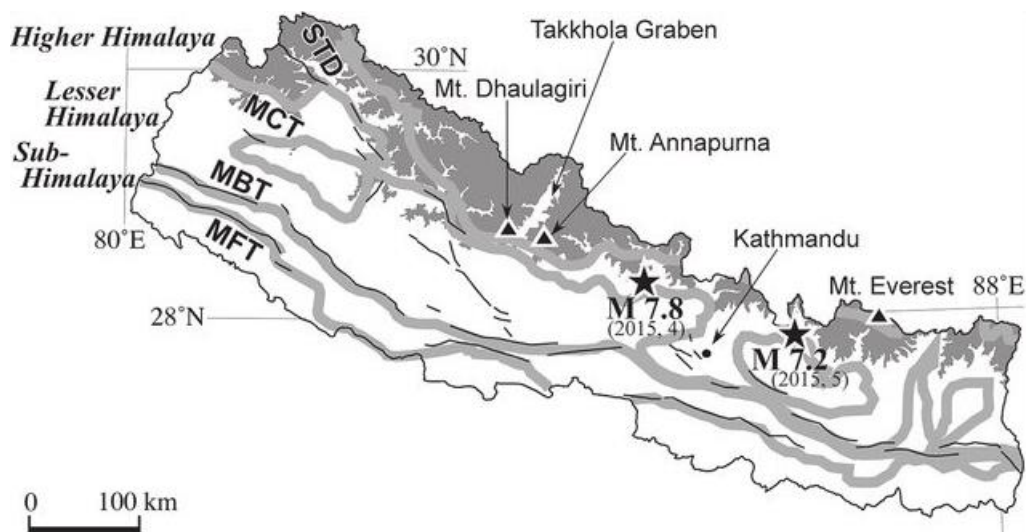 Higher Himalaya
STD
Takkhola Graben
30°N
Mt. Dhaulagiri
Lesser
Himalaya
MCT
Mt. Annapurna
Sub-
Himalaya
MBT
80°E
MFT
Kathmandu
Mt. Everest
88°E
28°N
M 7.8
(2015, 4)
M 7.2
(2015, 5)
0 100 km